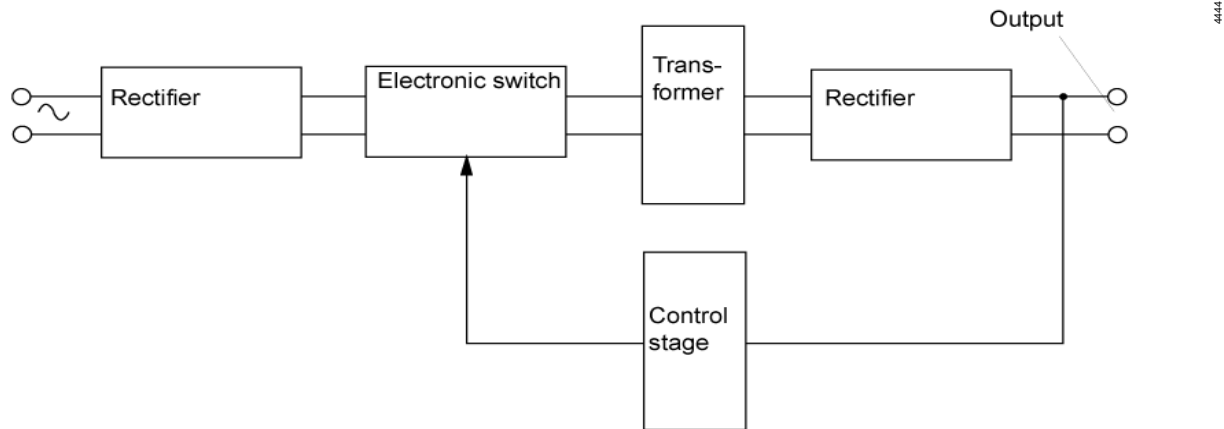 Output
4444
Rectifier
Electronic switch
Trans-
former
Rectifier
Control
stage